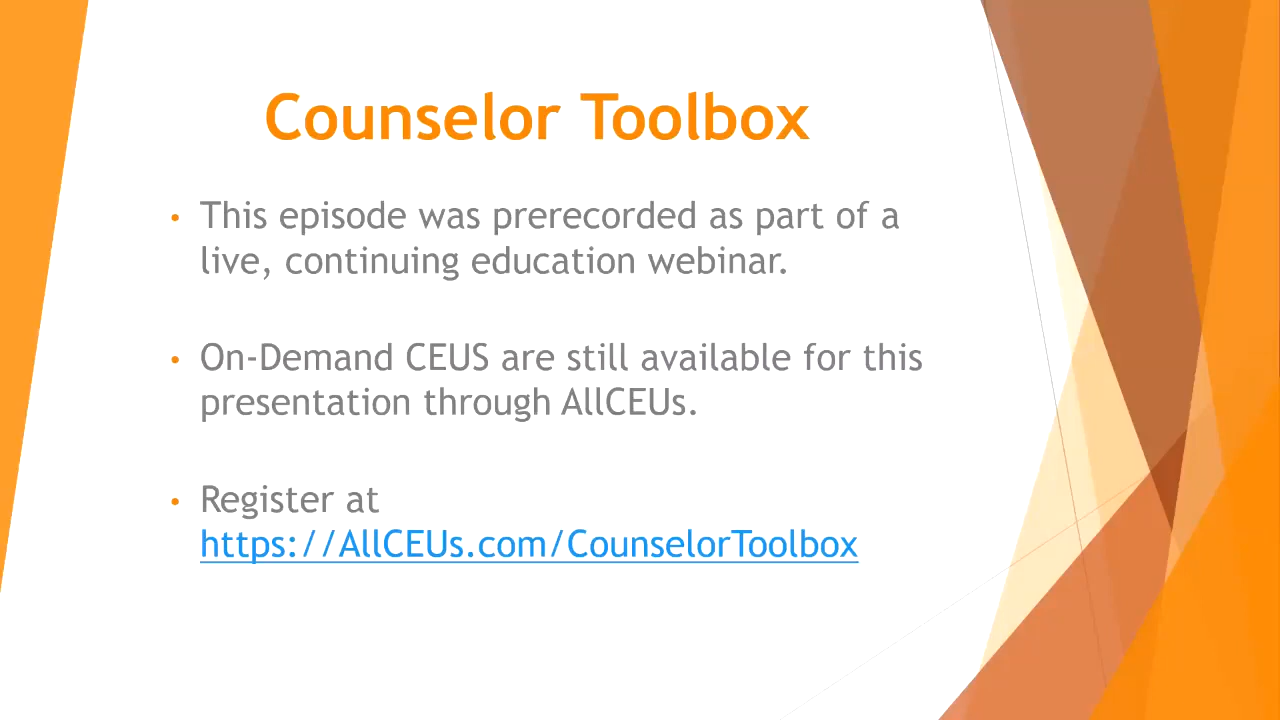 Counselor Toolbox
• This episode was prerecorded as part of a
live, continuing education webinar.
• On-Demand CEUS are still available for this
presentation through AllCEUs.
• Register at
https://AllCEUs.com/CounselorToolbox